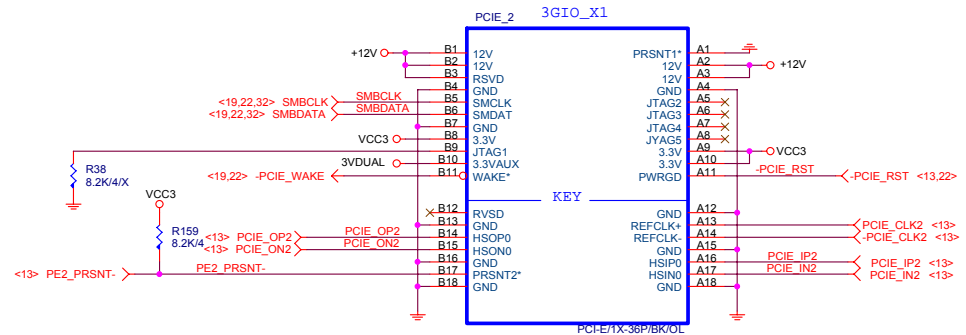 3GIO_X1
PCIE_2
+12V B1 12V PRSNT1* A1
B2 12V 12V A2 +12V
B3 RSVD 12V A3
B4 GND GND A4
<19,22,32> SMBCLK SMBCLK B5 SMCLK JTAG2 A5
<19,22,32> SMBDATA SMBDATA B6 SMDAT JTAG3 A6
B7 GND JTAG4 A7
VCC3 B8 3.3V JYAG5 A8
B9 JTAG1 3.3V A9 VCC3
3VDUAL B10 3.3VAUX 3.3V A10
<19,22> -PCIE_WAKE B11 WAKE* PWRGD A11 -PCIE_RST -PCIE_RST <13,22>
R38
8.2K/4/X
KEY
VCC3
B12 RVSD GND A12
B13 GND REFCLK+ A13 PCIE_CLK2 <13>
<13> PCIE_OP2 PCIE_OP2 B14 HSOP0 REFCLK- A14 -PCIE_CLK2 <13>
<13> PCIE_ON2 PCIE_ON2 B15 HSON0 GND A15
R159
8.2K/4
B16 GND HSIP0 A16 PCIE_IP2 PCIE_IP2 <13>
<13> PE2_PRSNT- PE2_PRSNT- B17 PRSNT2* HSIN0 A17 PCIE_IN2 PCIE_IN2 <13>
B18 GND GND A18
PCI-E/1X-36P/BK/OL